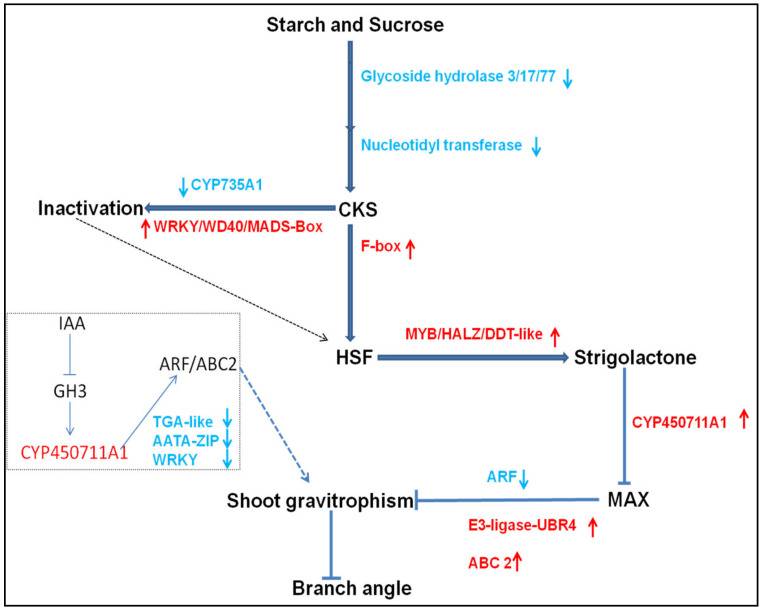 Starch and Sucrose
Glycoside hydrolase 3/17/77 ↓
Nucleotidyl transferase ↓
↓ CYP735A1
Inactivation
CKS
↑ WRKY/WD40/MADS-Box
F-box ↑
IAA
MYB/HALZ/DDT-like ↑
ARF/ABC2
HSF
Strigolactone
GH3
TGA-like ↓
CYP450711A1 ↑
AATA-ZIP ↓
CYP450711A1
WRKY ↓
ARF ↓
Shoot gravitrophism
MAX
E3-ligase-UBR4 ↑
ABC 2 ↑
Branch angle